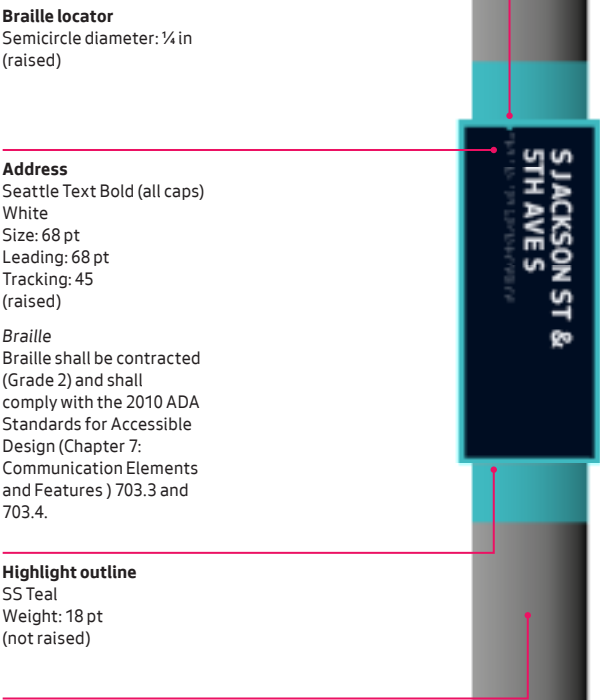 Braille locator
Semicircle diameter: ¼ in
(raised)
Address
Seattle Text Bold (all caps)
White
Size: 68 pt
Leading: 68 pt
Tracking: 45
(raised)
Braille
Braille shall be contracted
(Grade 2) and shall
comply with the 2010 ADA
Standards for Accessible
Design (Chapter 7:
Communication Elements
and Features ) 703.3 and
703.4.
Highlight outline
SS Teal
Weight: 18 pt
(not raised)
S JACKSON ST &
5TH AVE S